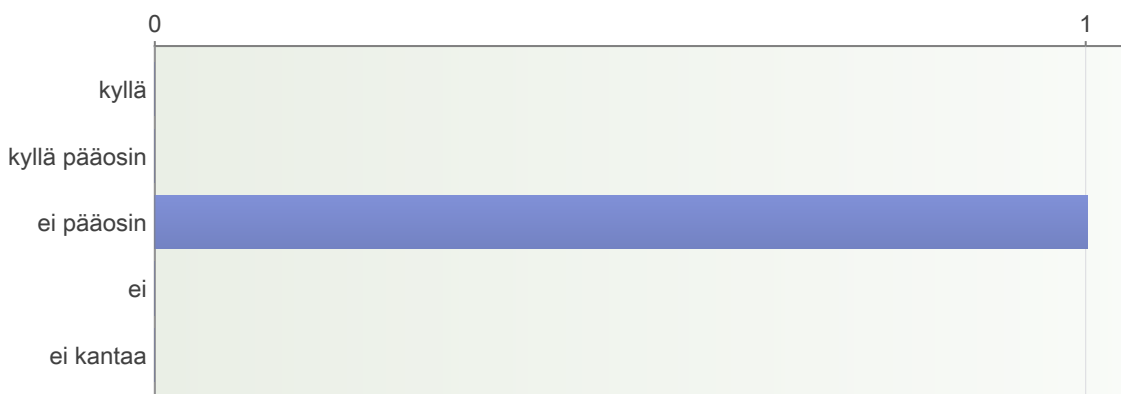 0 1
kyllä
kyllä pääosin
ei pääosin
ei
ei kantaa